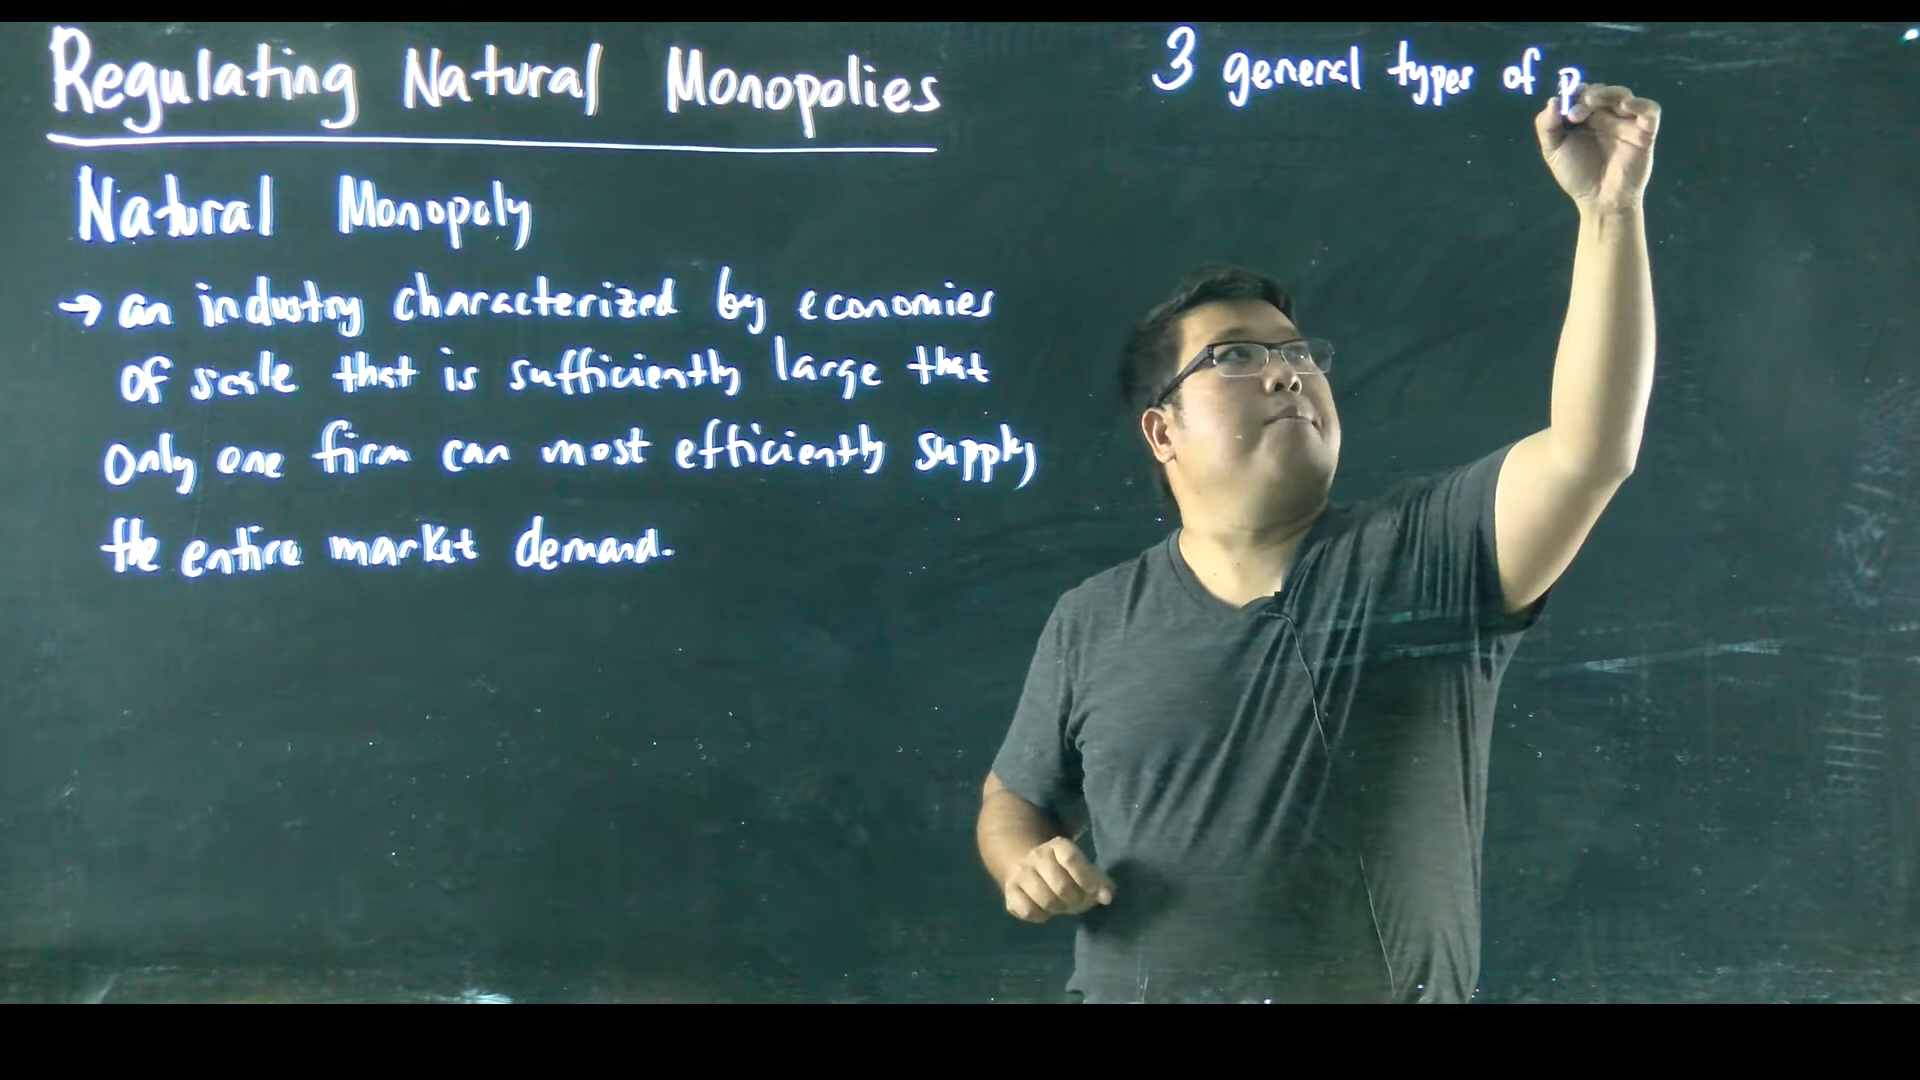 Regulating Natural Monopolies
Natural Monopoly
→ an industry characterized by economies
of scale that is sufficiently large that
only one firm can most efficiently supply
the entire market demand.
3 general types of p